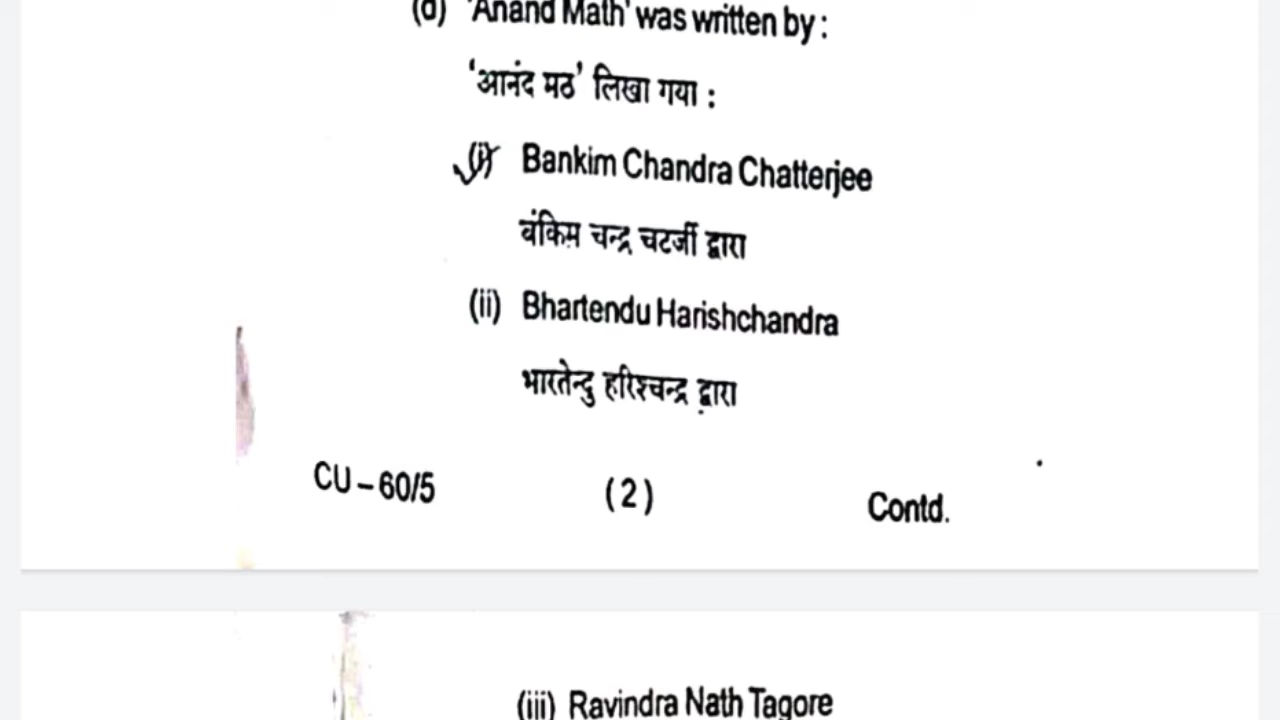 (d) 'Anand Math' was written by :
'आनंद मठ' लिखा गया :
(i) Bankim Chandra Chatterjee
बंकिम चन्द्र चटर्जी द्वारा
(ii) Bhartendu Harishchandra
भारतेन्दु हरिश्चन्द्र द्वारा
CU – 60/5 (2) Contd.
(iii) Ravindra Nath Tagore